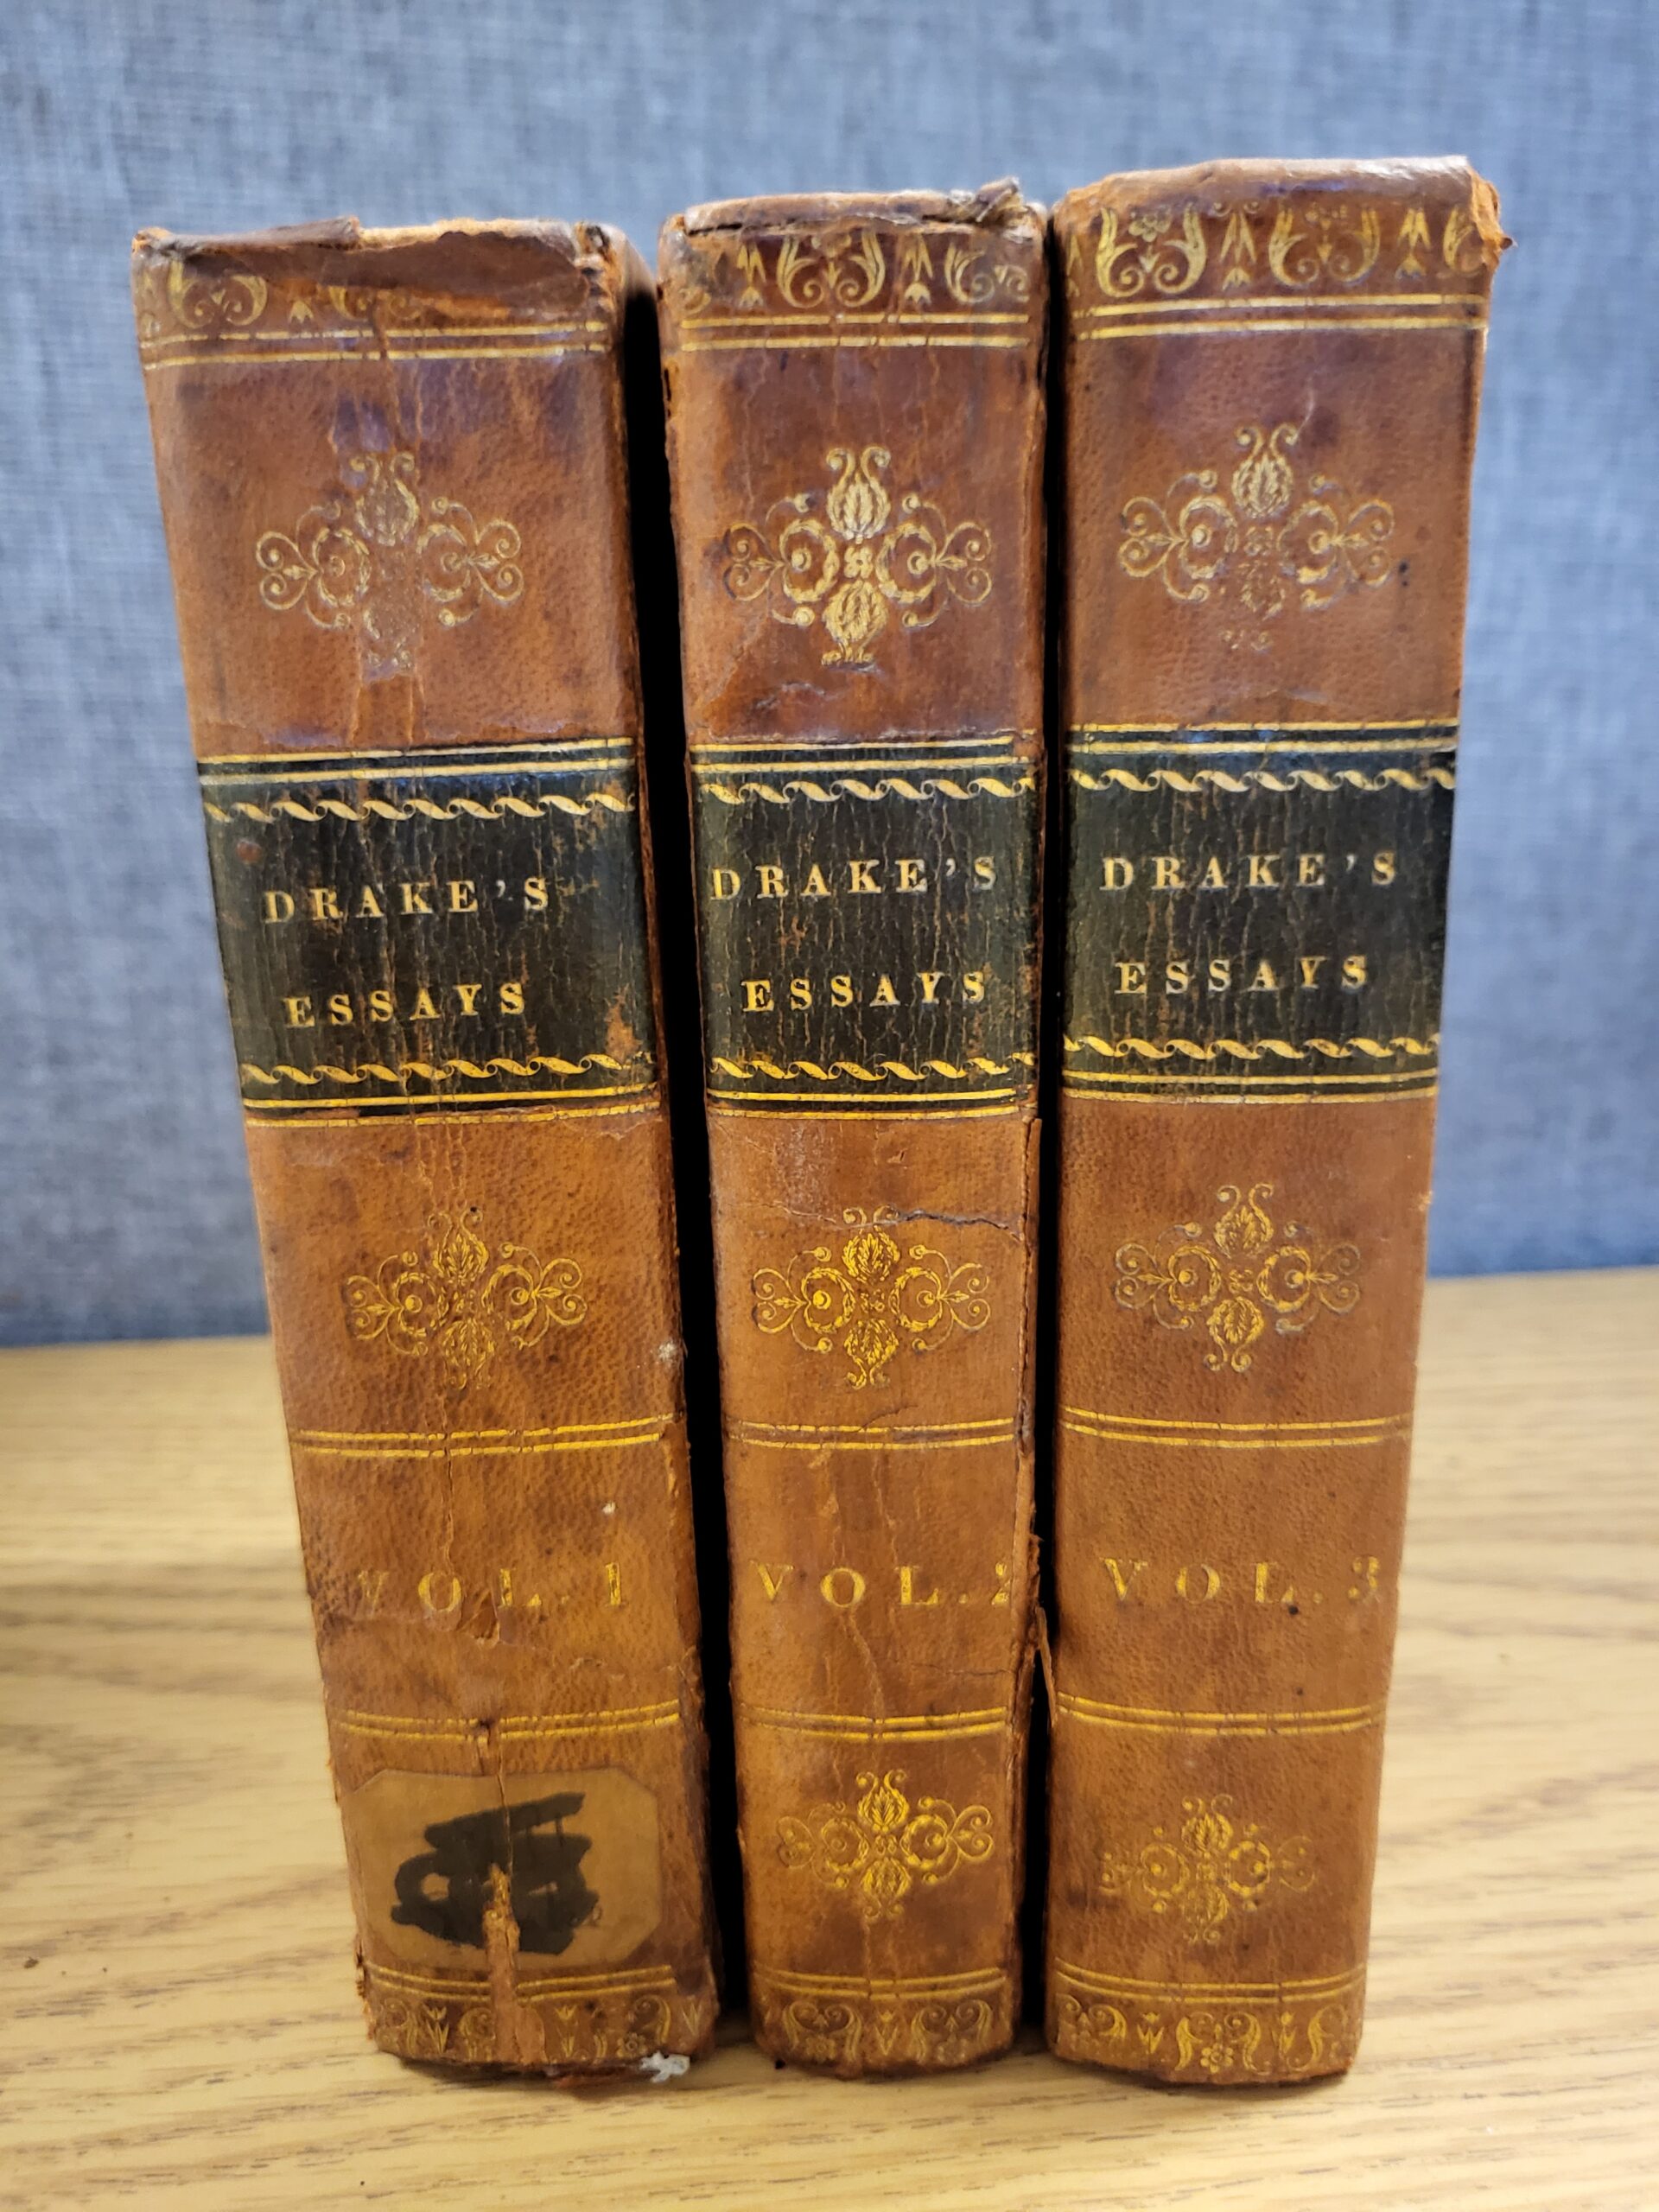 DRAKE'S
ESSAYS
VOL. 1
DRAKE'S
ESSAYS
VOL. 2
DRAKE'S
ESSAYS
VOL. 3